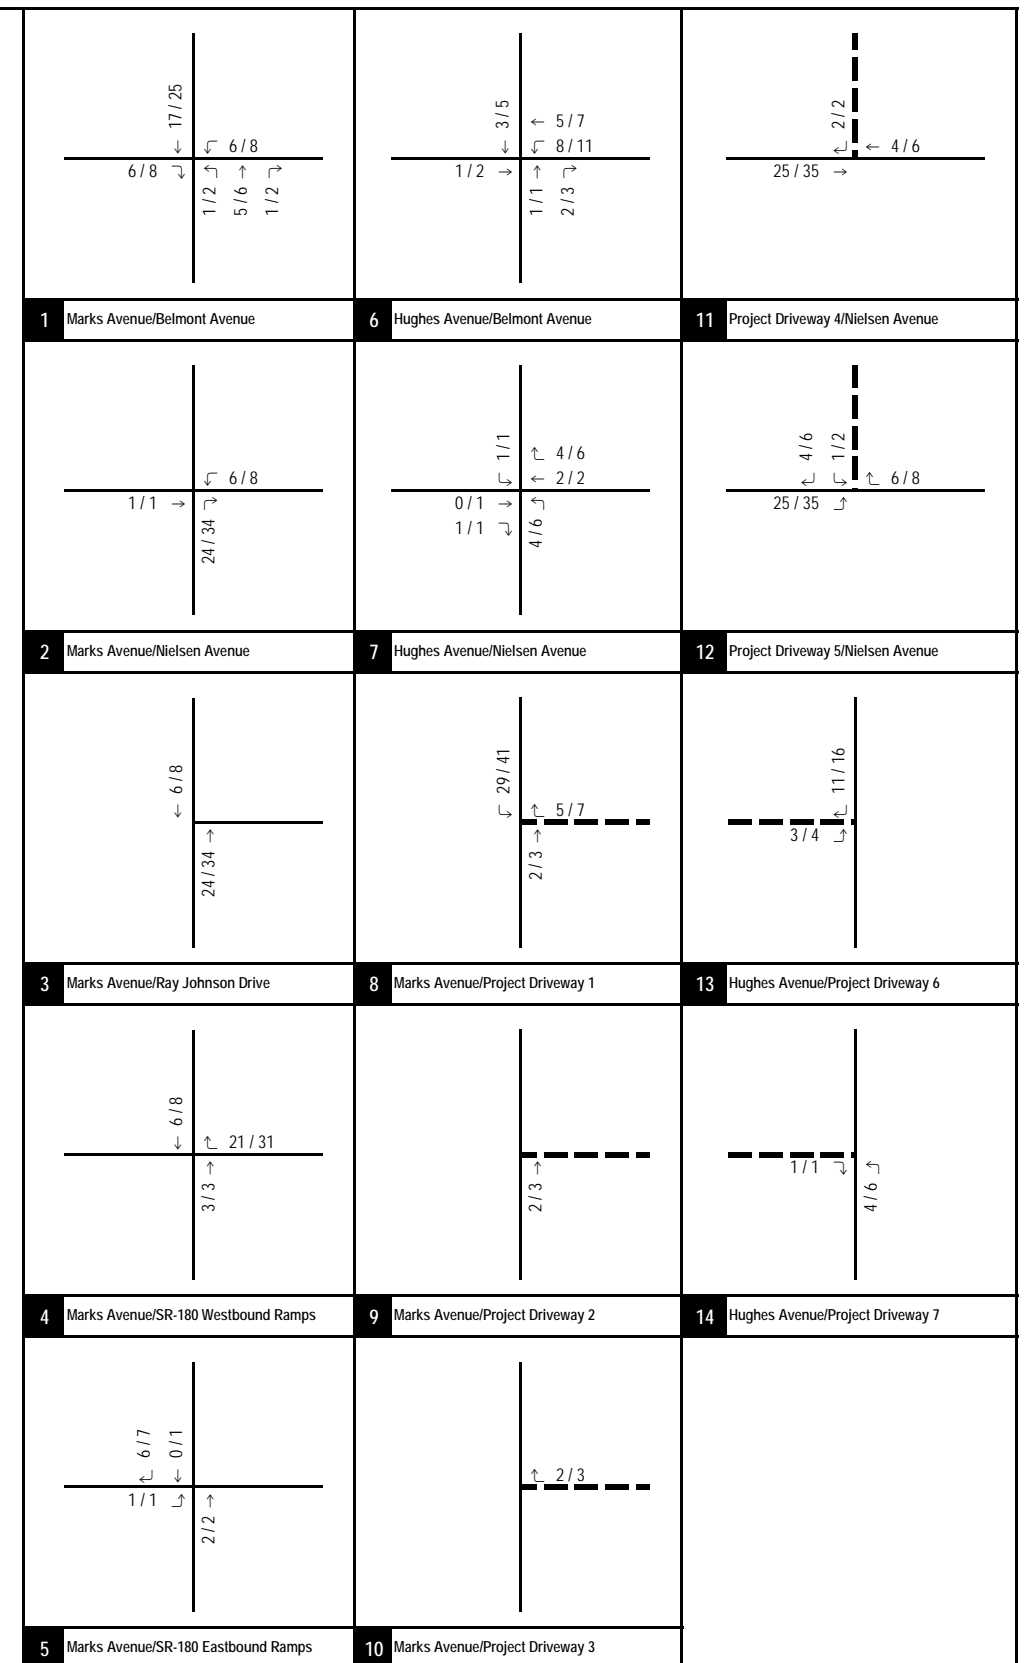 17 / 25
6 / 8
6 / 8
1 / 2
5 / 6
1 / 2
1 Marks Avenue/Belmont Avenue
3 / 5
5 / 7
8 / 11
1 / 2
1 / 1
2 / 3
6 Hughes Avenue/Belmont Avenue
2 / 2
4 / 6
25 / 35
11 Project Driveway 4/Nielsen Avenue
6 / 8
1 / 1
24 / 34
2 Marks Avenue/Nielsen Avenue
1 / 1
4 / 6
2 / 2
0 / 1
1 / 1
4 / 6
7 Hughes Avenue/Nielsen Avenue
4 / 6
1 / 2
6 / 8
25 / 35
12 Project Driveway 5/Nielsen Avenue
6 / 8
24 / 34
3 Marks Avenue/Ray Johnson Drive
29 / 41
5 / 7
2 / 3
8 Marks Avenue/Project Driveway 1
11 / 16
3 / 4
13 Hughes Avenue/Project Driveway 6
6 / 8
21 / 31
3 / 3
4 Marks Avenue/SR-180 Westbound Ramps
2 / 3
9 Marks Avenue/Project Driveway 2
1 / 1
4 / 6
14 Hughes Avenue/Project Driveway 7
6 / 7
0 / 1
1 / 1
2 / 2
5 Marks Avenue/SR-180 Eastbound Ramps
2 / 3
10 Marks Avenue/Project Driveway 3